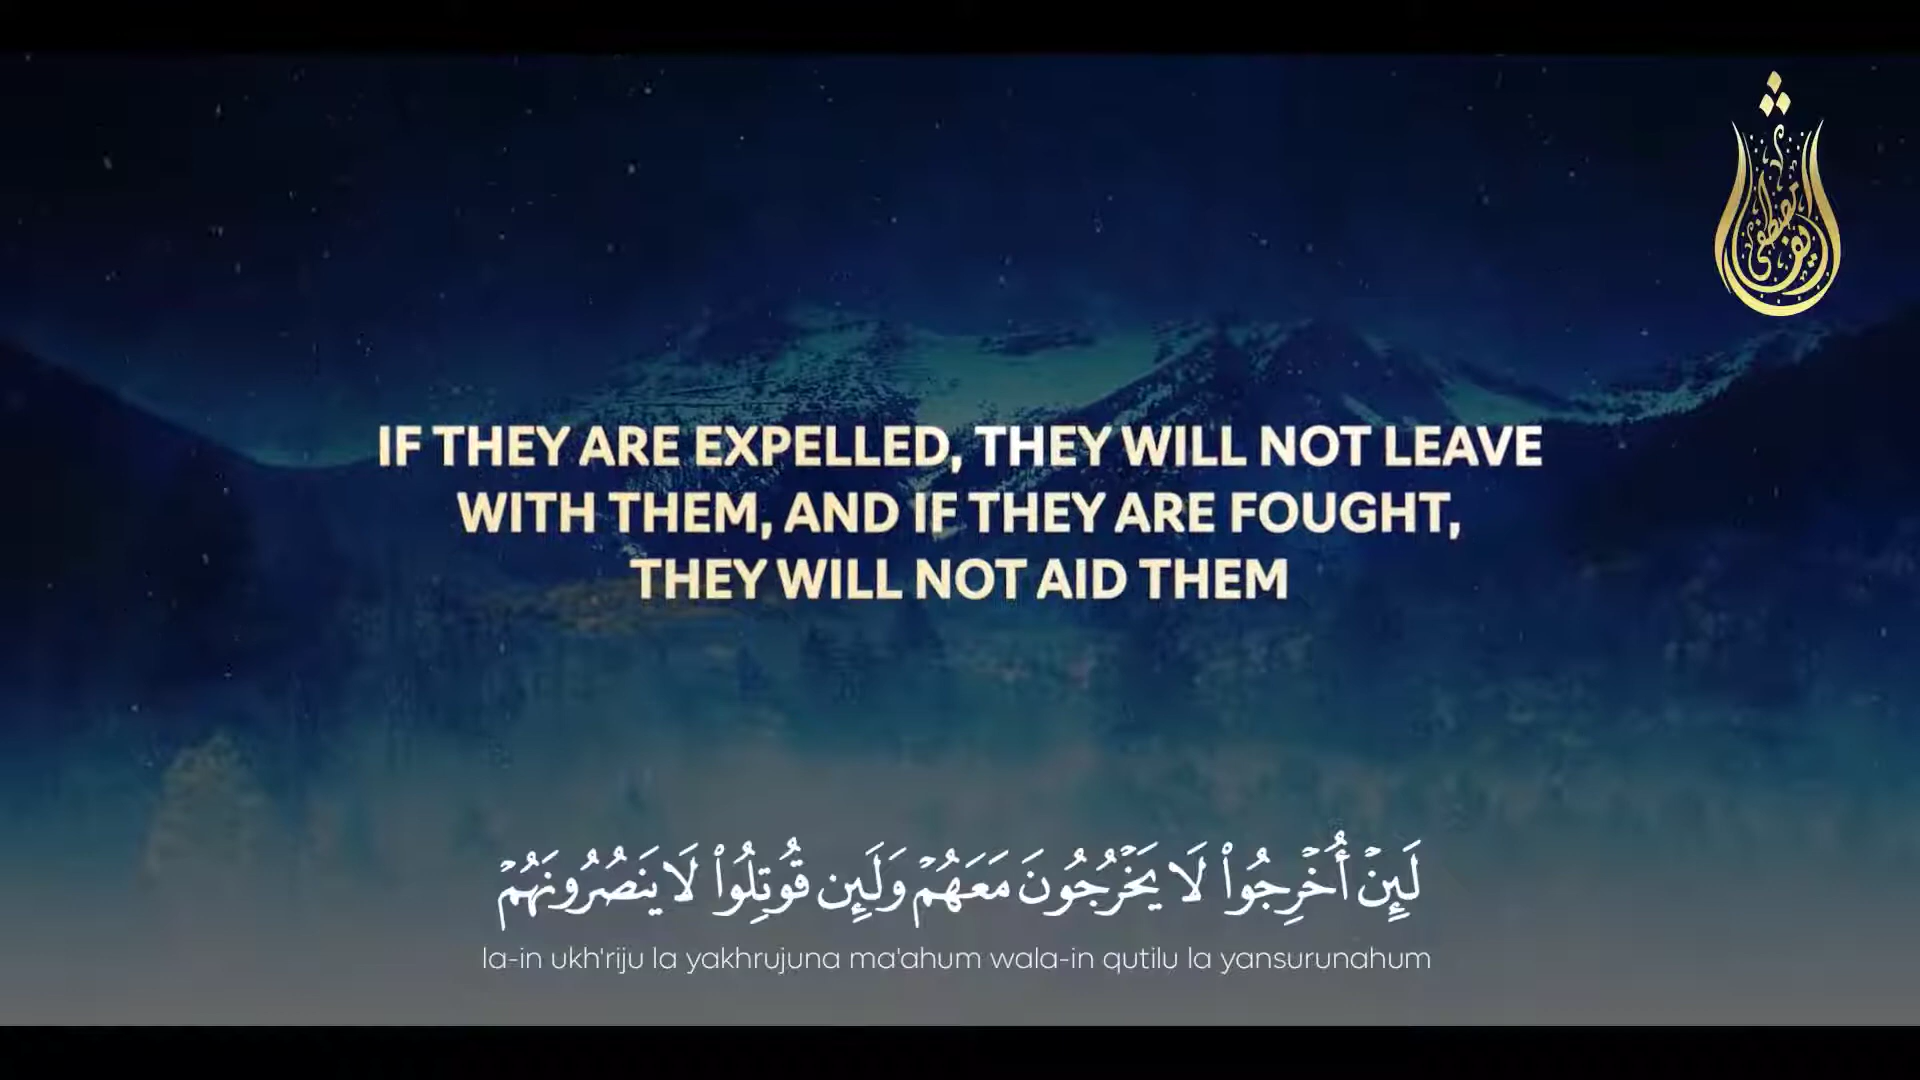 IF THEY ARE EXPELLED, THEY WILL NOT LEAVE
WITH THEM, AND IF THEY ARE FOUGHT,
THEY WILL NOT AID THEM
لَئِنْ أُخْرِجُوا۟ لَا يَخْرُجُونَ مَعَهُمْ وَلَئِن قُوتِلُوا۟ لَا يَنصُرُونَهُمْ
la-in ukh'riju la yakhrujuna ma'ahum wala-in qutilu la yansurunahum